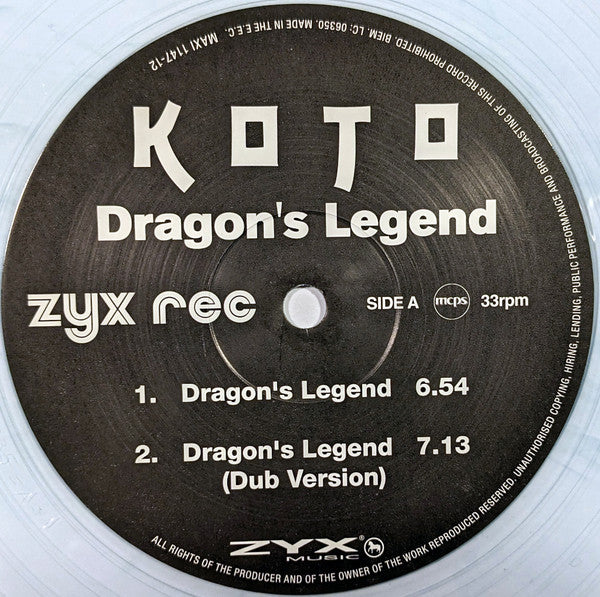 KOTO
Dragon's Legend
zyx rec
SIDE A mcps 33rpm
1. Dragon's Legend 6.54
2. Dragon's Legend 7.13
(Dub Version)
ZYX®
MUSIC
ALL RIGHTS OF THE PRODUCER AND OF THE OWNER OF THE WORK REPRODUCED RESERVED. UNAUTHORISED COPYING, HIRING, LENDING, PUBLIC PERFORMANCE AND BROADCASTING OF THIS RECORD PROHIBITED. BIEM. LC: 06350. MADE IN THE E.E.C. MAXI 1147-12